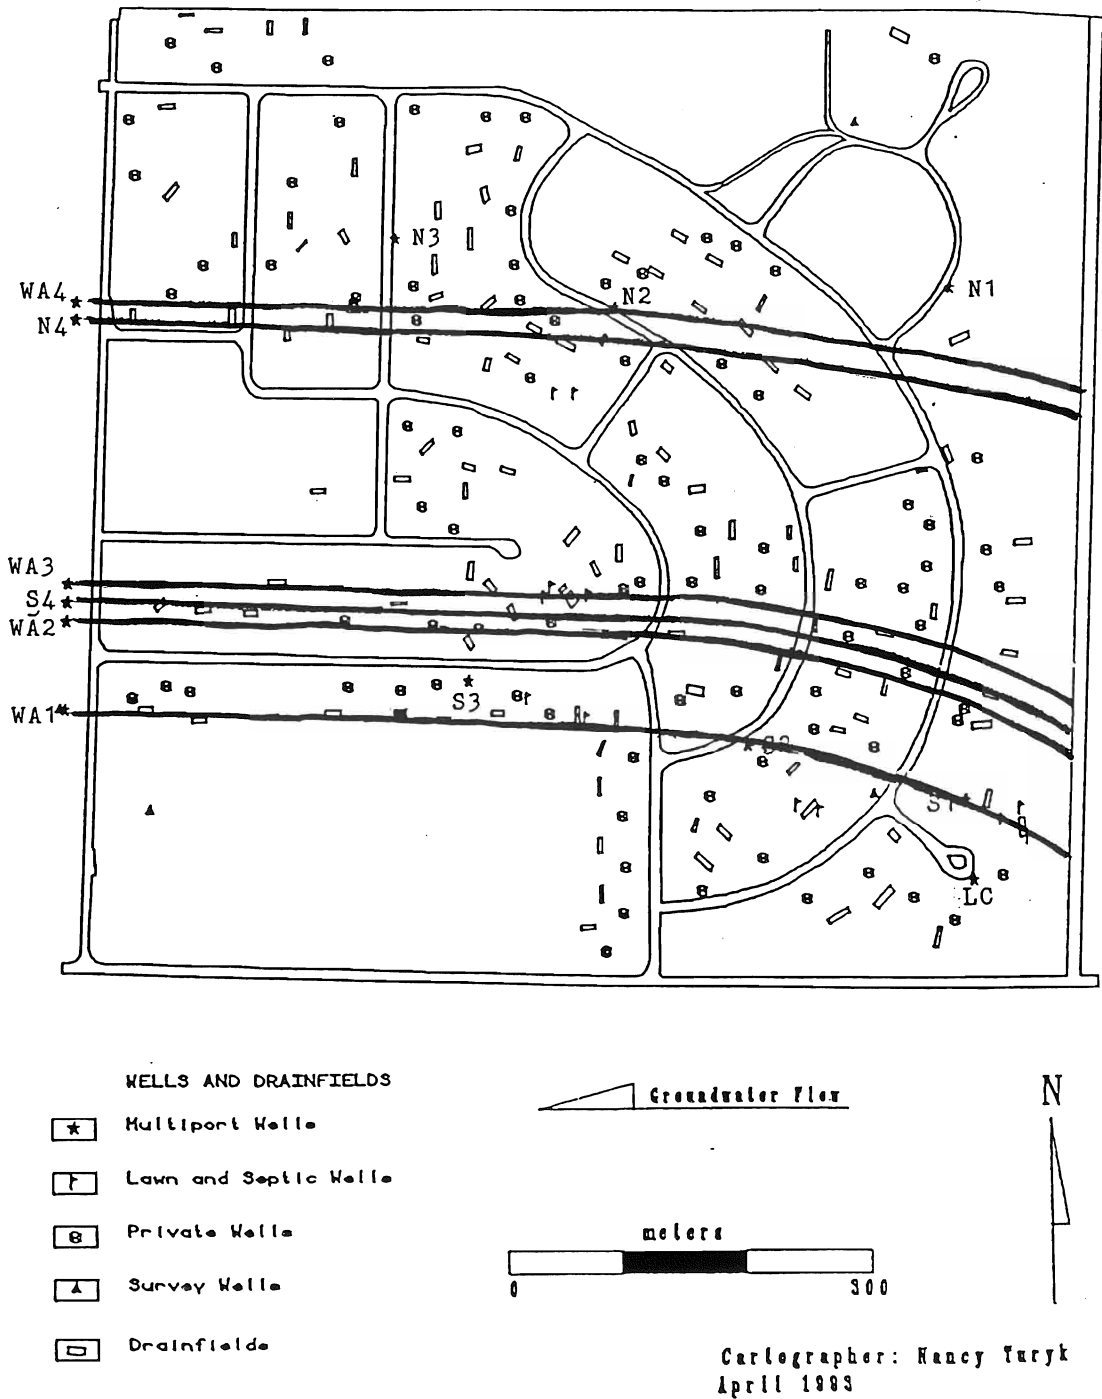 N3
N1
WA4
N2
N4
WA3
S4
WA2
S3
WA1
S2
S1
LC
WELLS AND DRAINFIELDS
Multiport Wells
Lawn and Septic Wells
Private Wells
Survey Wells
Drainfields
Groundwater Flow
N
meters
0 300
Cartographer: Nancy Turyk
April 1993